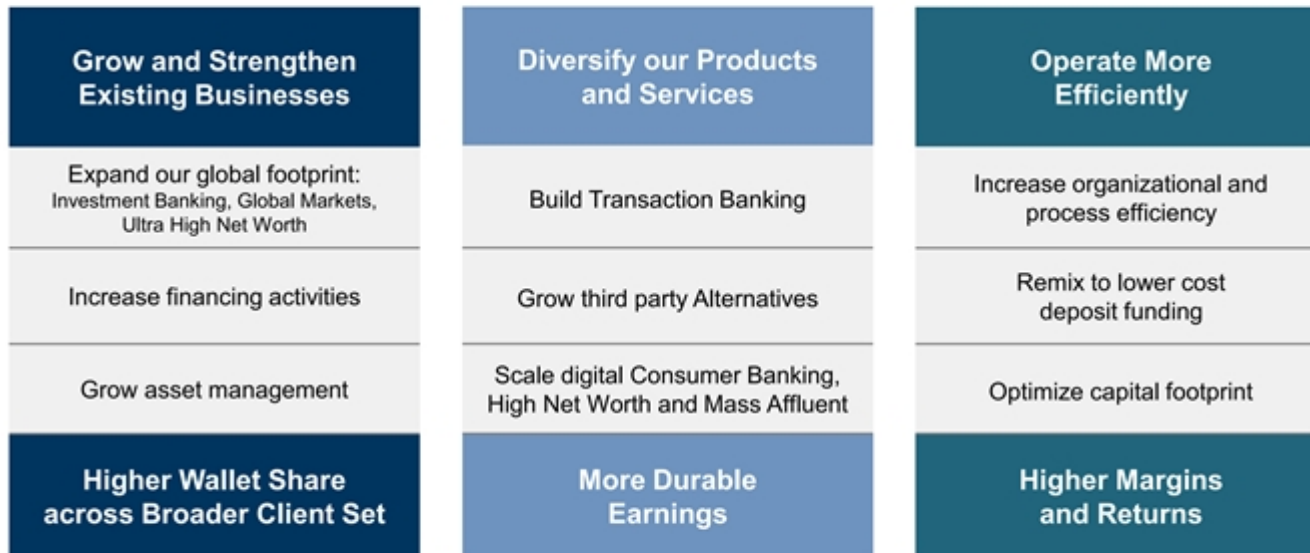 Grow and Strengthen
Existing Businesses
Expand our global footprint:
Investment Banking, Global Markets,
Ultra High Net Worth
Increase financing activities
Grow asset management
Higher Wallet Share
across Broader Client Set
Diversify our Products
and Services
Build Transaction Banking
Grow third party Alternatives
Scale digital Consumer Banking,
High Net Worth and Mass Affluent
More Durable
Earnings
Operate More
Efficiently
Increase organizational and
process efficiency
Remix to lower cost
deposit funding
Optimize capital footprint
Higher Margins
and Returns